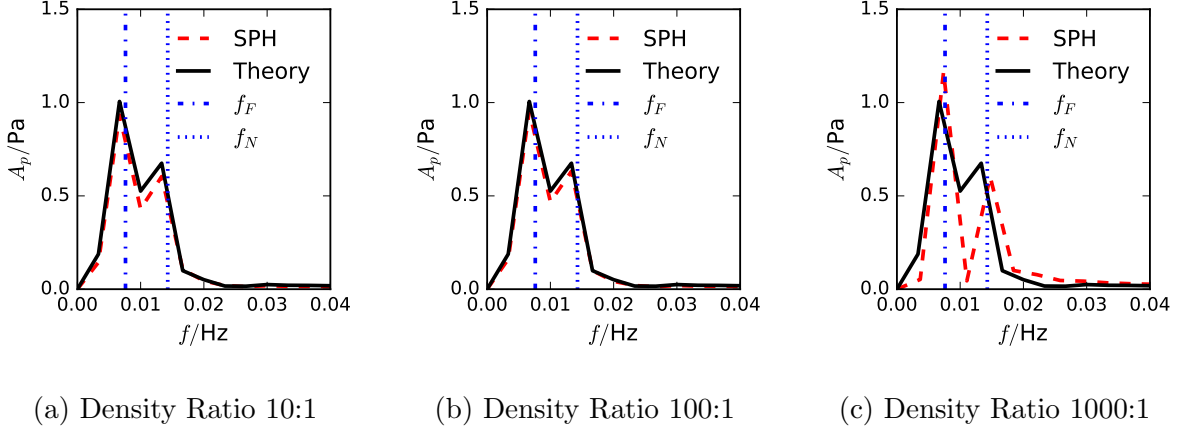 1.5
1.0
0.5
0.0
A_p/Pa
0.00 0.01 0.02 0.03 0.04
f/Hz
SPH
Theory
f_F
f_N
(a) Density Ratio 10:1
1.5
1.0
0.5
0.0
A_p/Pa
0.00 0.01 0.02 0.03 0.04
f/Hz
SPH
Theory
f_F
f_N
(b) Density Ratio 100:1
1.5
1.0
0.5
0.0
A_p/Pa
0.00 0.01 0.02 0.03 0.04
f/Hz
SPH
Theory
f_F
f_N
(c) Density Ratio 1000:1